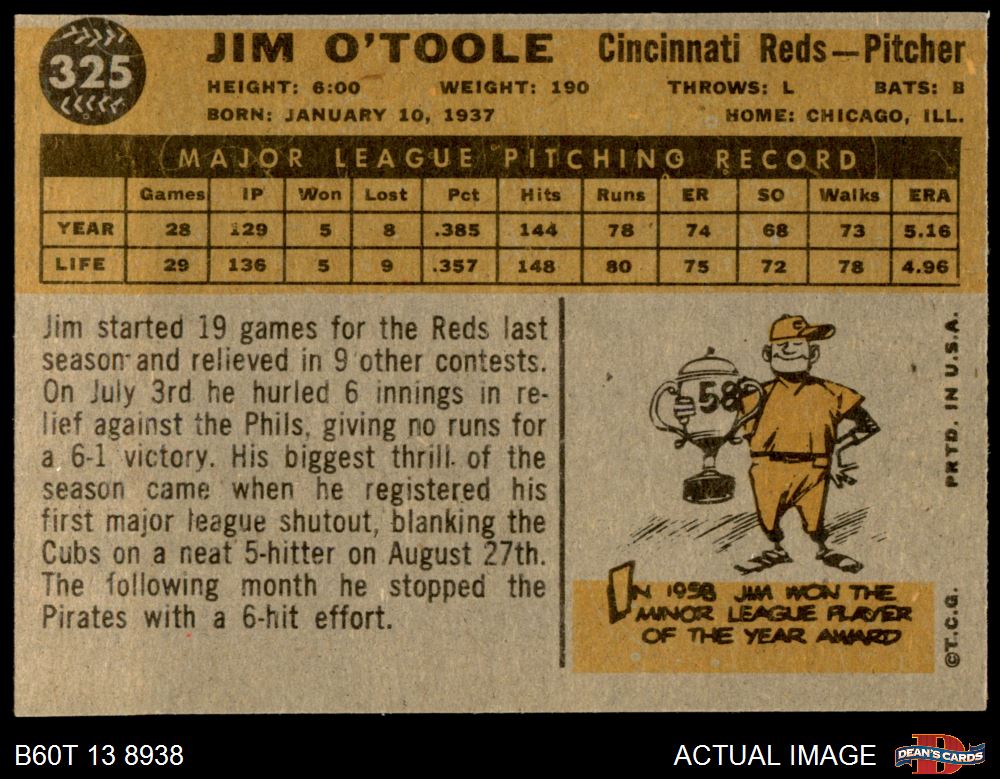 325
JIM O'TOOLE Cincinnati Reds—Pitcher
HEIGHT: 6:00 WEIGHT: 190 THROWS: L BATS: B
BORN: JANUARY 10, 1937 HOME: CHICAGO, ILL.
MAJOR LEAGUE PITCHING RECORD
Games IP Won Lost Pct Hits Runs ER SO Walks ERA
YEAR 28 129 5 8 .385 144 78 74 68 73 5.16
LIFE 29 136 5 9 .357 148 80 75 72 78 4.96
Jim started 19 games for the Reds last
season and relieved in 9 other contests.
On July 3rd he hurled 6 innings in re-
lief against the Phils, giving no runs for
a 6-1 victory. His biggest thrill of the
season came when he registered his
first major league shutout, blanking the
Cubs on a neat 5-hitter on August 27th.
The following month he stopped the
Pirates with a 6-hit effort.
C
58
IN 1958 JIM WON THE
MINOR LEAGUE PLAYER
OF THE YEAR AWARD
©T.C.G. PRTD. IN U.S.A.
B60T 13 8938 ACTUAL IMAGE D DEAN'S CARDS